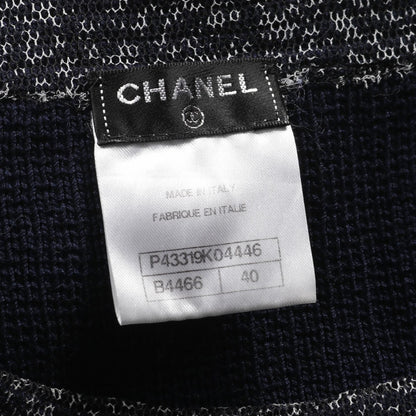 CHANEL
MADE IN ITALY
FABRIQUE EN ITALIE
P43319K04446
B4466 40